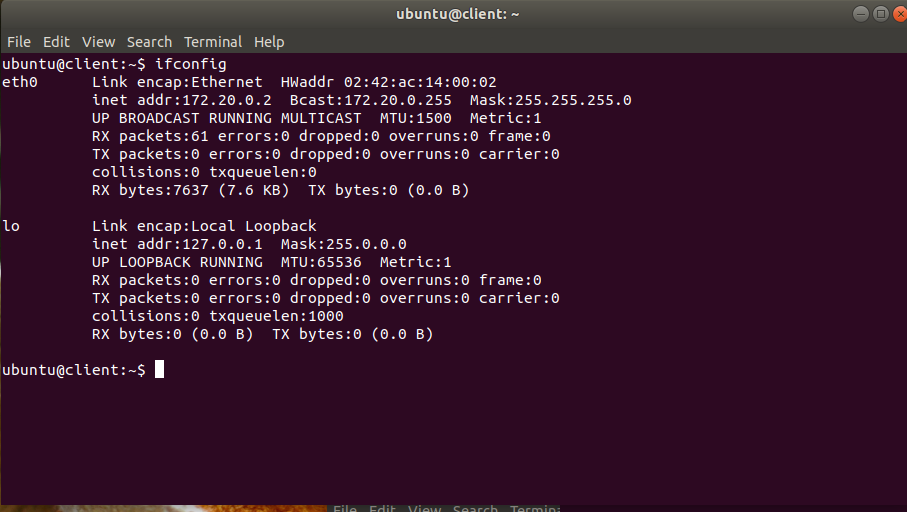 ubuntu@client: ~
File Edit View Search Terminal Help
ubuntu@client:~$ ifconfig
eth0      Link encap:Ethernet  HWaddr 02:42:ac:14:00:02
          inet addr:172.20.0.2  Bcast:172.20.0.255  Mask:255.255.255.0
          UP BROADCAST RUNNING MULTICAST  MTU:1500  Metric:1
          RX packets:61 errors:0 dropped:0 overruns:0 frame:0
          TX packets:0 errors:0 dropped:0 overruns:0 carrier:0
          collisions:0 txqueuelen:0
          RX bytes:7637 (7.6 KB)  TX bytes:0 (0.0 B)

lo        Link encap:Local Loopback
          inet addr:127.0.0.1  Mask:255.0.0.0
          UP LOOPBACK RUNNING  MTU:65536  Metric:1
          RX packets:0 errors:0 dropped:0 overruns:0 frame:0
          TX packets:0 errors:0 dropped:0 overruns:0 carrier:0
          collisions:0 txqueuelen:1000
          RX bytes:0 (0.0 B)  TX bytes:0 (0.0 B)

ubuntu@client:~$
File Edit View Search